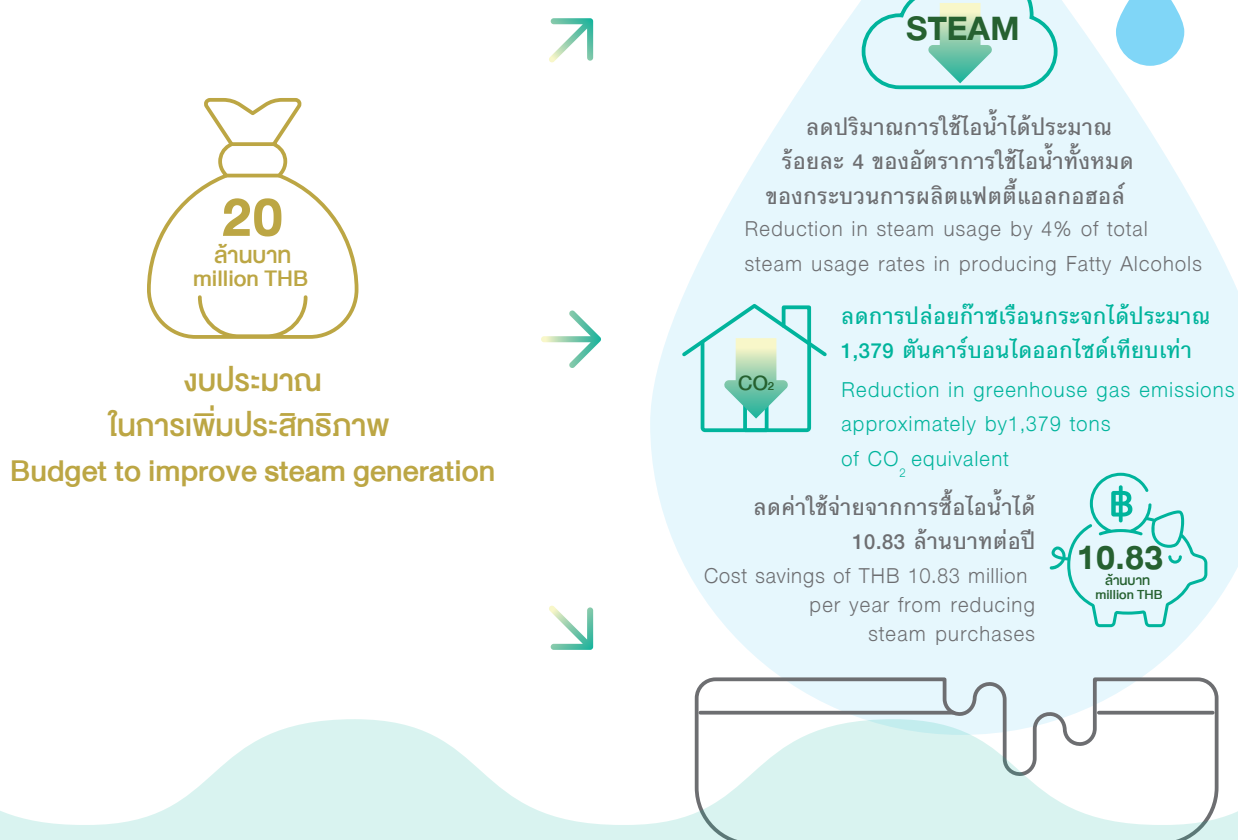 20
ล้านบาท
million THB
งบประมาณ
ในการเพิ่มประสิทธิภาพ
Budget to improve steam generation
STEAM
ลดปริมาณการใช้ไอน้ำได้ประมาณ
ร้อยละ 4 ของอัตราการใช้ไอน้ำทั้งหมด
ของกระบวนการผลิตแฟตตี้แอลกอฮอล์
Reduction in steam usage by 4% of total
steam usage rates in producing Fatty Alcohols
CO₂
ลดการปล่อยก๊าซเรือนกระจกได้ประมาณ
1,379 ตันคาร์บอนไดออกไซด์เทียบเท่า
Reduction in greenhouse gas emissions
approximately by1,379 tons
of CO₂ equivalent
ลดค่าใช้จ่ายจากการซื้อไอน้ำได้
10.83 ล้านบาทต่อปี
Cost savings of THB 10.83 million
per year from reducing
steam purchases
฿
10.83
ล้านบาท
million THB